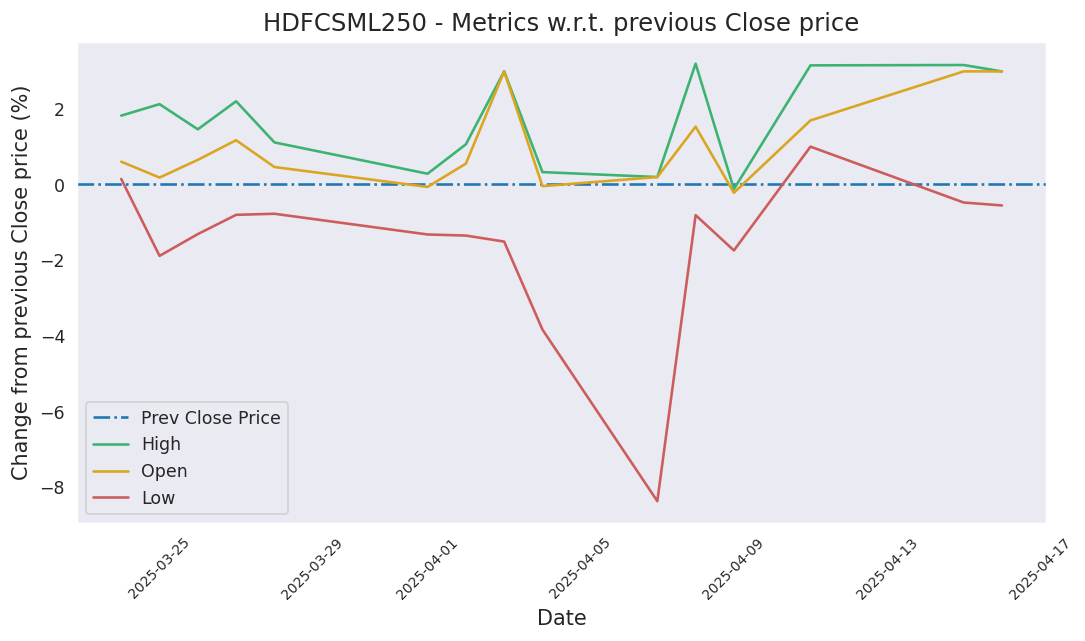 HDFCSML250 - Metrics w.r.t. previous Close price
Change from previous Close price (%)
2
0
−2
−4
−6
−8
Prev Close Price
High
Open
Low
2025-03-25
2025-03-29
2025-04-01
2025-04-05
2025-04-09
2025-04-13
2025-04-17
Date